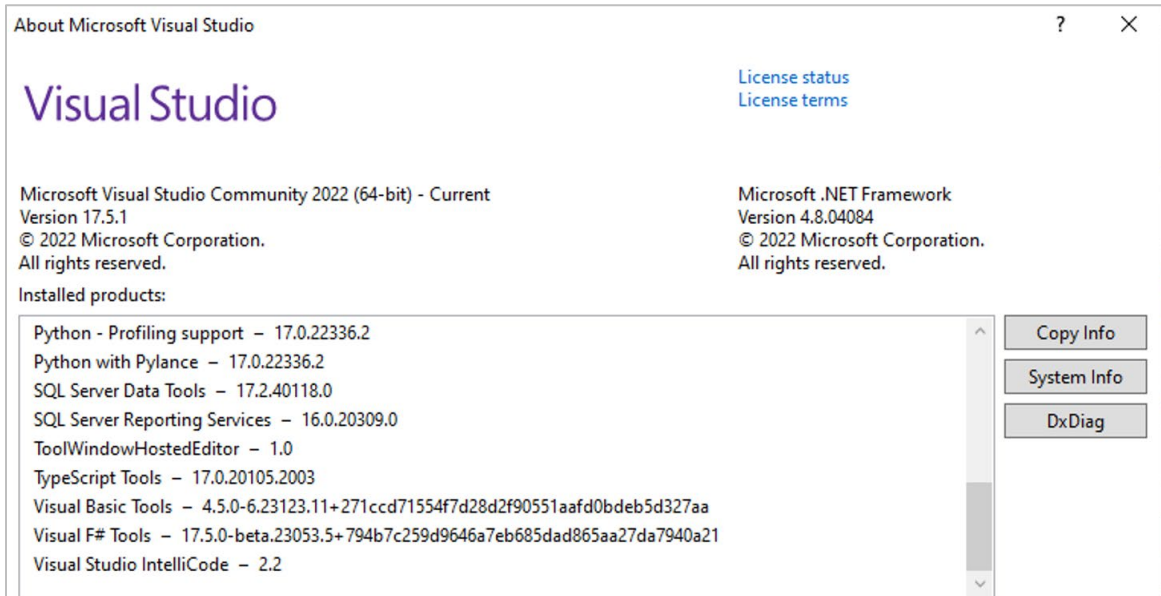 About Microsoft Visual Studio
? ×
Visual Studio
License status
License terms
Microsoft Visual Studio Community 2022 (64-bit) - Current
Version 17.5.1
© 2022 Microsoft Corporation.
All rights reserved.
Microsoft .NET Framework
Version 4.8.04084
© 2022 Microsoft Corporation.
All rights reserved.
Installed products:
Python - Profiling support – 17.0.22336.2
Python with Pylance – 17.0.22336.2
SQL Server Data Tools – 17.2.40118.0
SQL Server Reporting Services – 16.0.20309.0
ToolWindowHostedEditor – 1.0
TypeScript Tools – 17.0.20105.2003
Visual Basic Tools – 4.5.0-6.23123.11+271ccd71554f7d28d2f90551aafd0bdeb5d327aa
Visual F# Tools – 17.5.0-beta.23053.5+794b7c259d9646a7eb685dad865aa27da7940a21
Visual Studio IntelliCode – 2.2
Copy Info
System Info
DxDiag